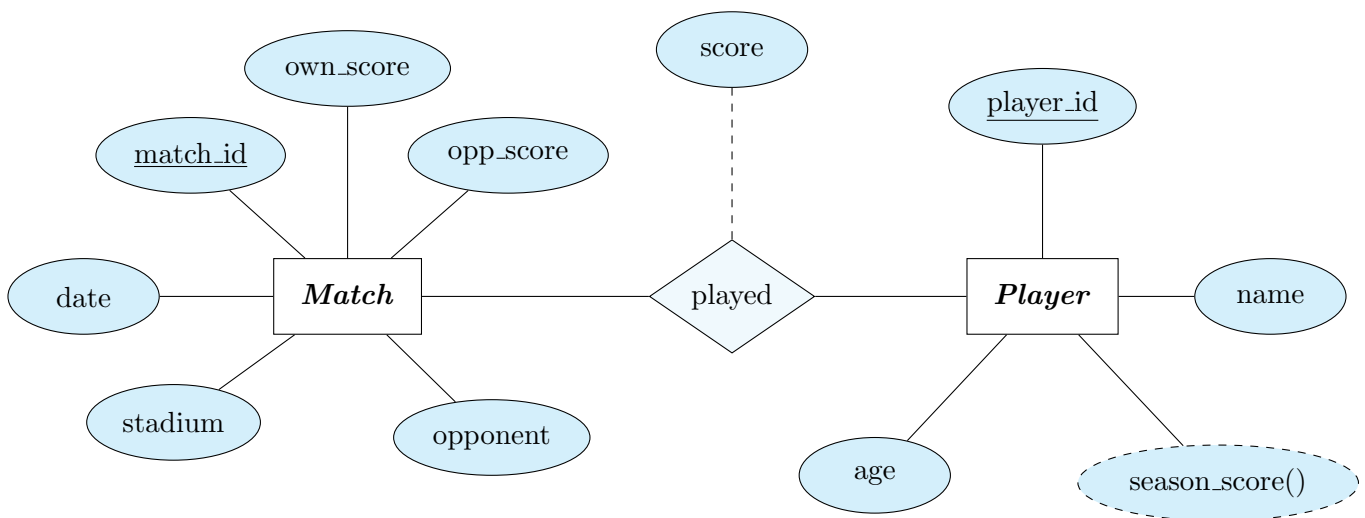 score
own_score
player_id
match_id
opp_score
date
Match
played
Player
name
stadium
opponent
age
season_score()